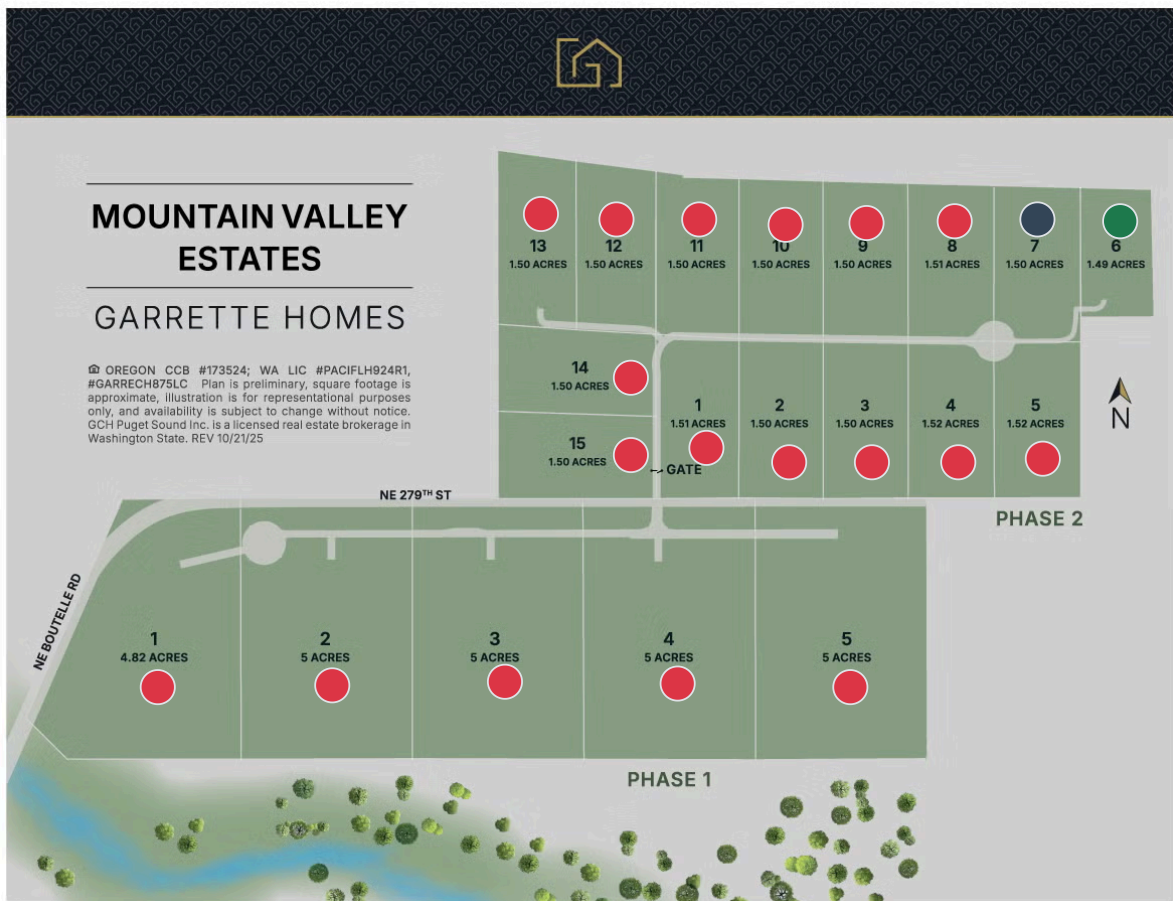 MOUNTAIN VALLEY
ESTATES
GARRETTE HOMES
OREGON CCB #173524; WA LIC #PACIFLH924R1,
#GARRECH875LC Plan is preliminary, square footage is
approximate, illustration is for representational purposes
only, and availability is subject to change without notice.
GCH Puget Sound Inc. is a licensed real estate brokerage in
Washington State. REV 10/21/25
13
1.50 ACRES
12
1.50 ACRES
11
1.50 ACRES
10
1.50 ACRES
9
1.50 ACRES
8
1.51 ACRES
7
1.50 ACRES
6
1.49 ACRES
14
1.50 ACRES
15
1.50 ACRES
1
1.51 ACRES
2
1.50 ACRES
3
1.50 ACRES
4
1.52 ACRES
5
1.52 ACRES
N
GATE
NE 279TH ST
PHASE 2
NE BOUTELLE RD
1
4.82 ACRES
2
5 ACRES
3
5 ACRES
4
5 ACRES
5
5 ACRES
PHASE 1